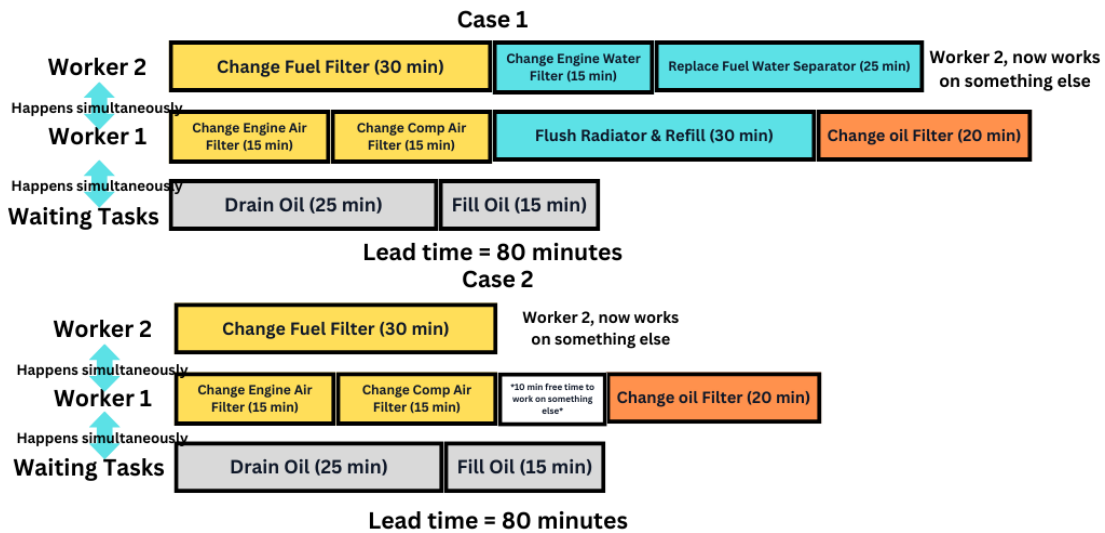 Case 1
Worker 2
Change Fuel Filter (30 min)
Change Engine Water
Filter (15 min)
Replace Fuel Water Separator (25 min)
Worker 2, now works
on something else
Happens simultaneously
Worker 1
Change Engine Air
Filter (15 min)
Change Comp Air
Filter (15 min)
Flush Radiator & Refill (30 min)
Change oil Filter (20 min)
Happens simultaneously
Waiting Tasks
Drain Oil (25 min)
Fill Oil (15 min)
Lead time = 80 minutes
Case 2
Worker 2
Change Fuel Filter (30 min)
Worker 2, now works
on something else
Happens simultaneously
Worker 1
Change Engine Air
Filter (15 min)
Change Comp Air
Filter (15 min)
*10 min free time to
work on something
else*
Change oil Filter (20 min)
Happens simultaneously
Waiting Tasks
Drain Oil (25 min)
Fill Oil (15 min)
Lead time = 80 minutes